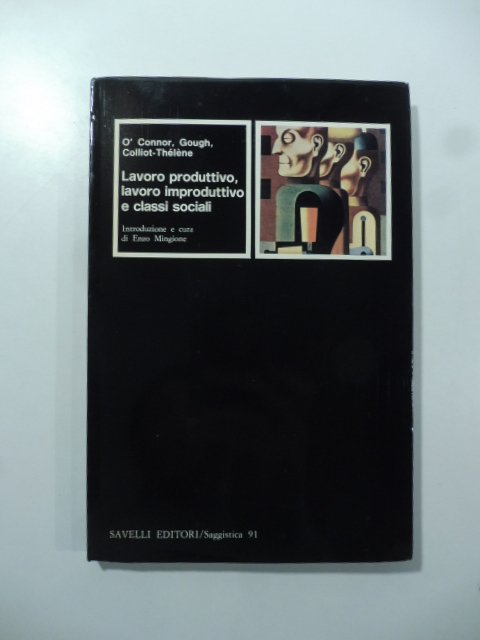 O' Connor, Gough,
Colliot-Thélène
Lavoro produttivo,
lavoro improduttivo
e classi sociali
Introduzione e cura
di Enzo Mingione
SAVELLI EDITORI/Saggistica 91